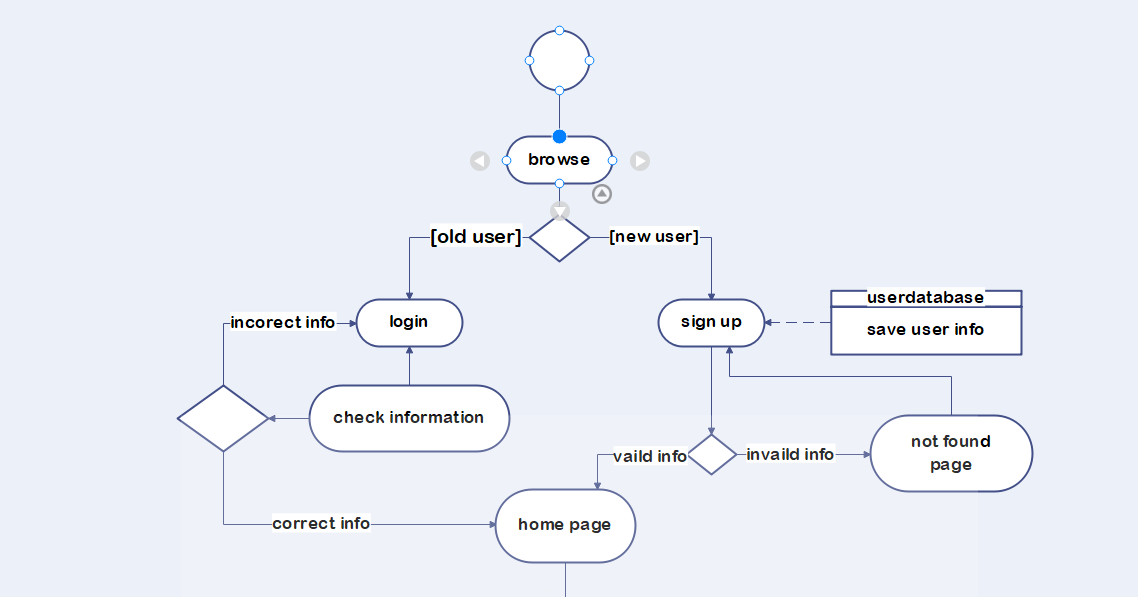 browse
[old user]
[new user]
incorect info
login
sign up
userdatabase
save user info
check information
not found
page
vaild info
invaild info
correct info
home page